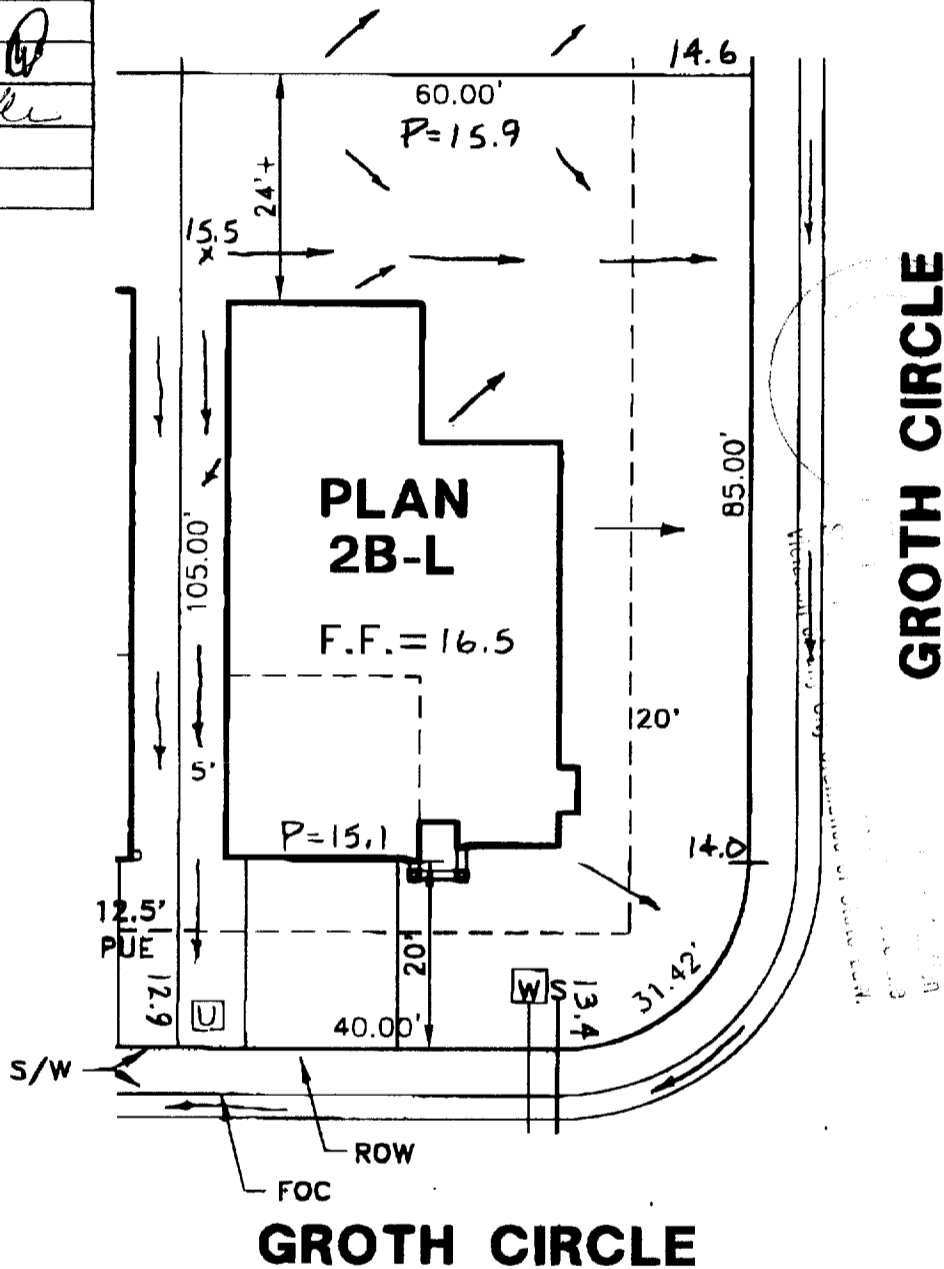 14.6
60.00'
P=15.9
24'+
15.5
x
GROTH CIRCLE
85.00'
PLAN
2B-L
105.00'
F.F. = 16.5
20'
5'
P=15.1
14.0
12.5'
PUE
20'
12.9
U
W
S
13.4
31.42'
40.00'
S/W
ROW
FOC
GROTH CIRCLE